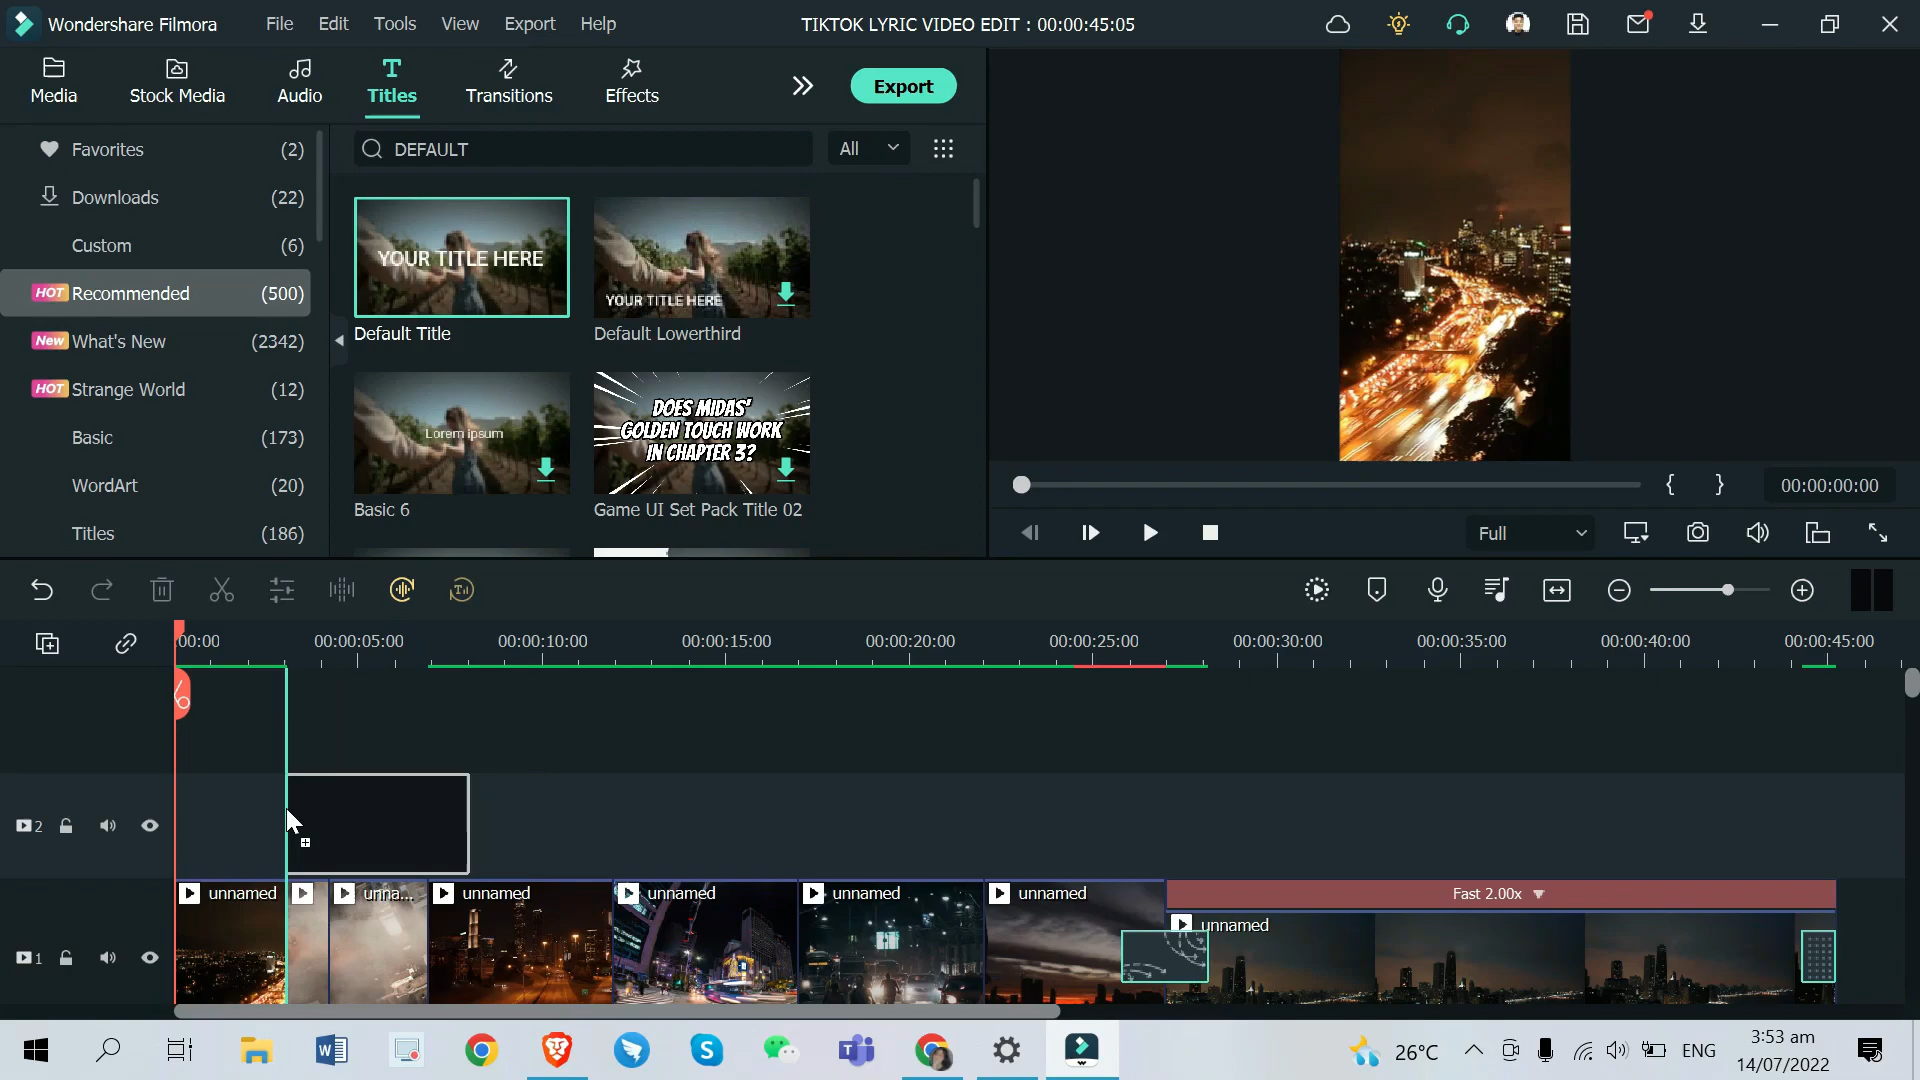 Wondershare Filmora
File
Edit
Tools
View
Export
Help
TIKTOK LYRIC VIDEO EDIT : 00:00:45:05
Media
Stock Media
Audio
Titles
Transitions
Effects
Export
Favorites (2)
Downloads (22)
Custom (6)
HOT Recommended (500)
New What's New (2342)
HOT Strange World (12)
Basic (173)
WordArt (20)
Titles (186)
DEFAULT
All
YOUR TITLE HERE
YOUR TITLE HERE
Default Title
Default Lowerthird
Lorem ipsum
DOES MIDAS'
GOLDEN TOUCH WORK
IN CHAPTER 3?
Basic 6
Game UI Set Pack Title 02
{ }
00:00:00:00
Full
:00:00
00:00:05:00
00:00:10:00
00:00:15:00
00:00:20:00
00:00:25:00
00:00:30:00
00:00:35:00
00:00:40:00
00:00:45:00
2
unnamed
unna...
unnamed
unnamed
unnamed
unnamed
Fast 2.00x
unnamed
1
26°C
ENG
3:53 am
14/07/2022